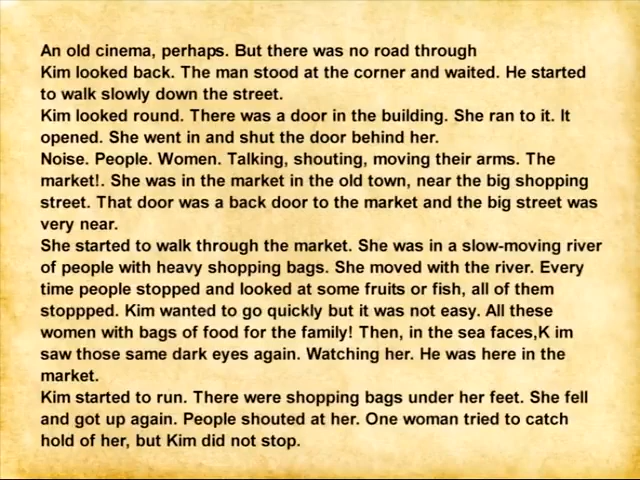 An old cinema, perhaps. But there was no road through
Kim looked back. The man stood at the corner and waited. He started
to walk slowly down the street.
Kim looked round. There was a door in the building. She ran to it. It
opened. She went in and shut the door behind her.
Noise. People. Women. Talking, shouting, moving their arms. The
market!. She was in the market in the old town, near the big shopping
street. That door was a back door to the market and the big street was
very near.
She started to walk through the market. She was in a slow-moving river
of people with heavy shopping bags. She moved with the river. Every
time people stopped and looked at some fruits or fish, all of them
stoppped. Kim wanted to go quickly but it was not easy. All these
women with bags of food for the family! Then, in the sea faces,K im
saw those same dark eyes again. Watching her. He was here in the
market.
Kim started to run. There were shopping bags under her feet. She fell
and got up again. People shouted at her. One woman tried to catch
hold of her, but Kim did not stop.